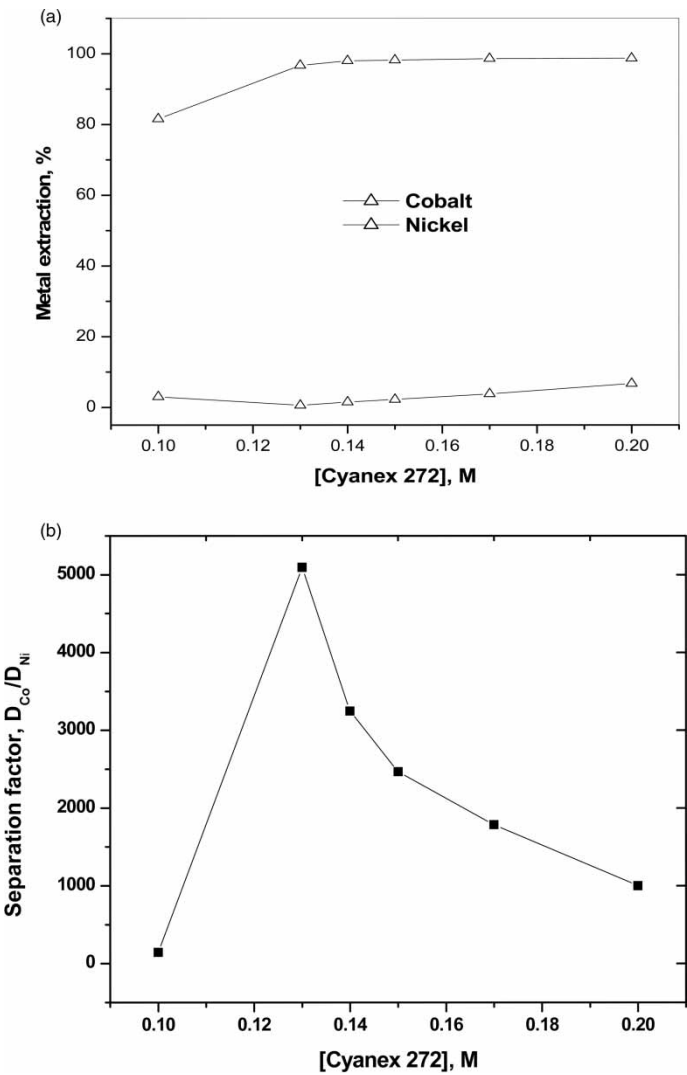 (a)
100
80
60
40
20
0
Metal extraction, %
Cobalt
Nickel
0.10 0.12 0.14 0.16 0.18 0.20
[Cyanex 272], M
(b)
5000
4000
3000
2000
1000
0
Separation factor, D_Co/D_Ni
0.10 0.12 0.14 0.16 0.18 0.20
[Cyanex 272], M